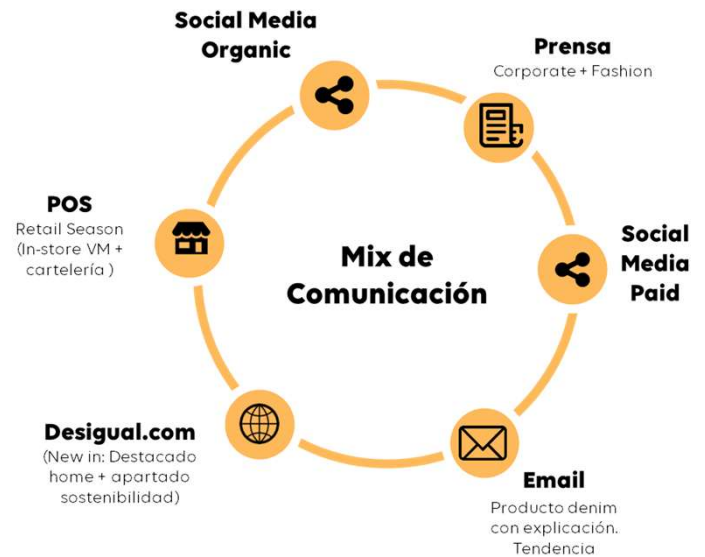 Social Media
Organic
Prensa
Corporate + Fashion
Social
Media
Paid
Email
Producto denim
con explicación.
Tendencia
Desigual.com
(New in: Destacado
home + apartado
sostenibilidad)
POS
Retail Season
(In-store VM +
cartelería )
Mix de
Comunicación